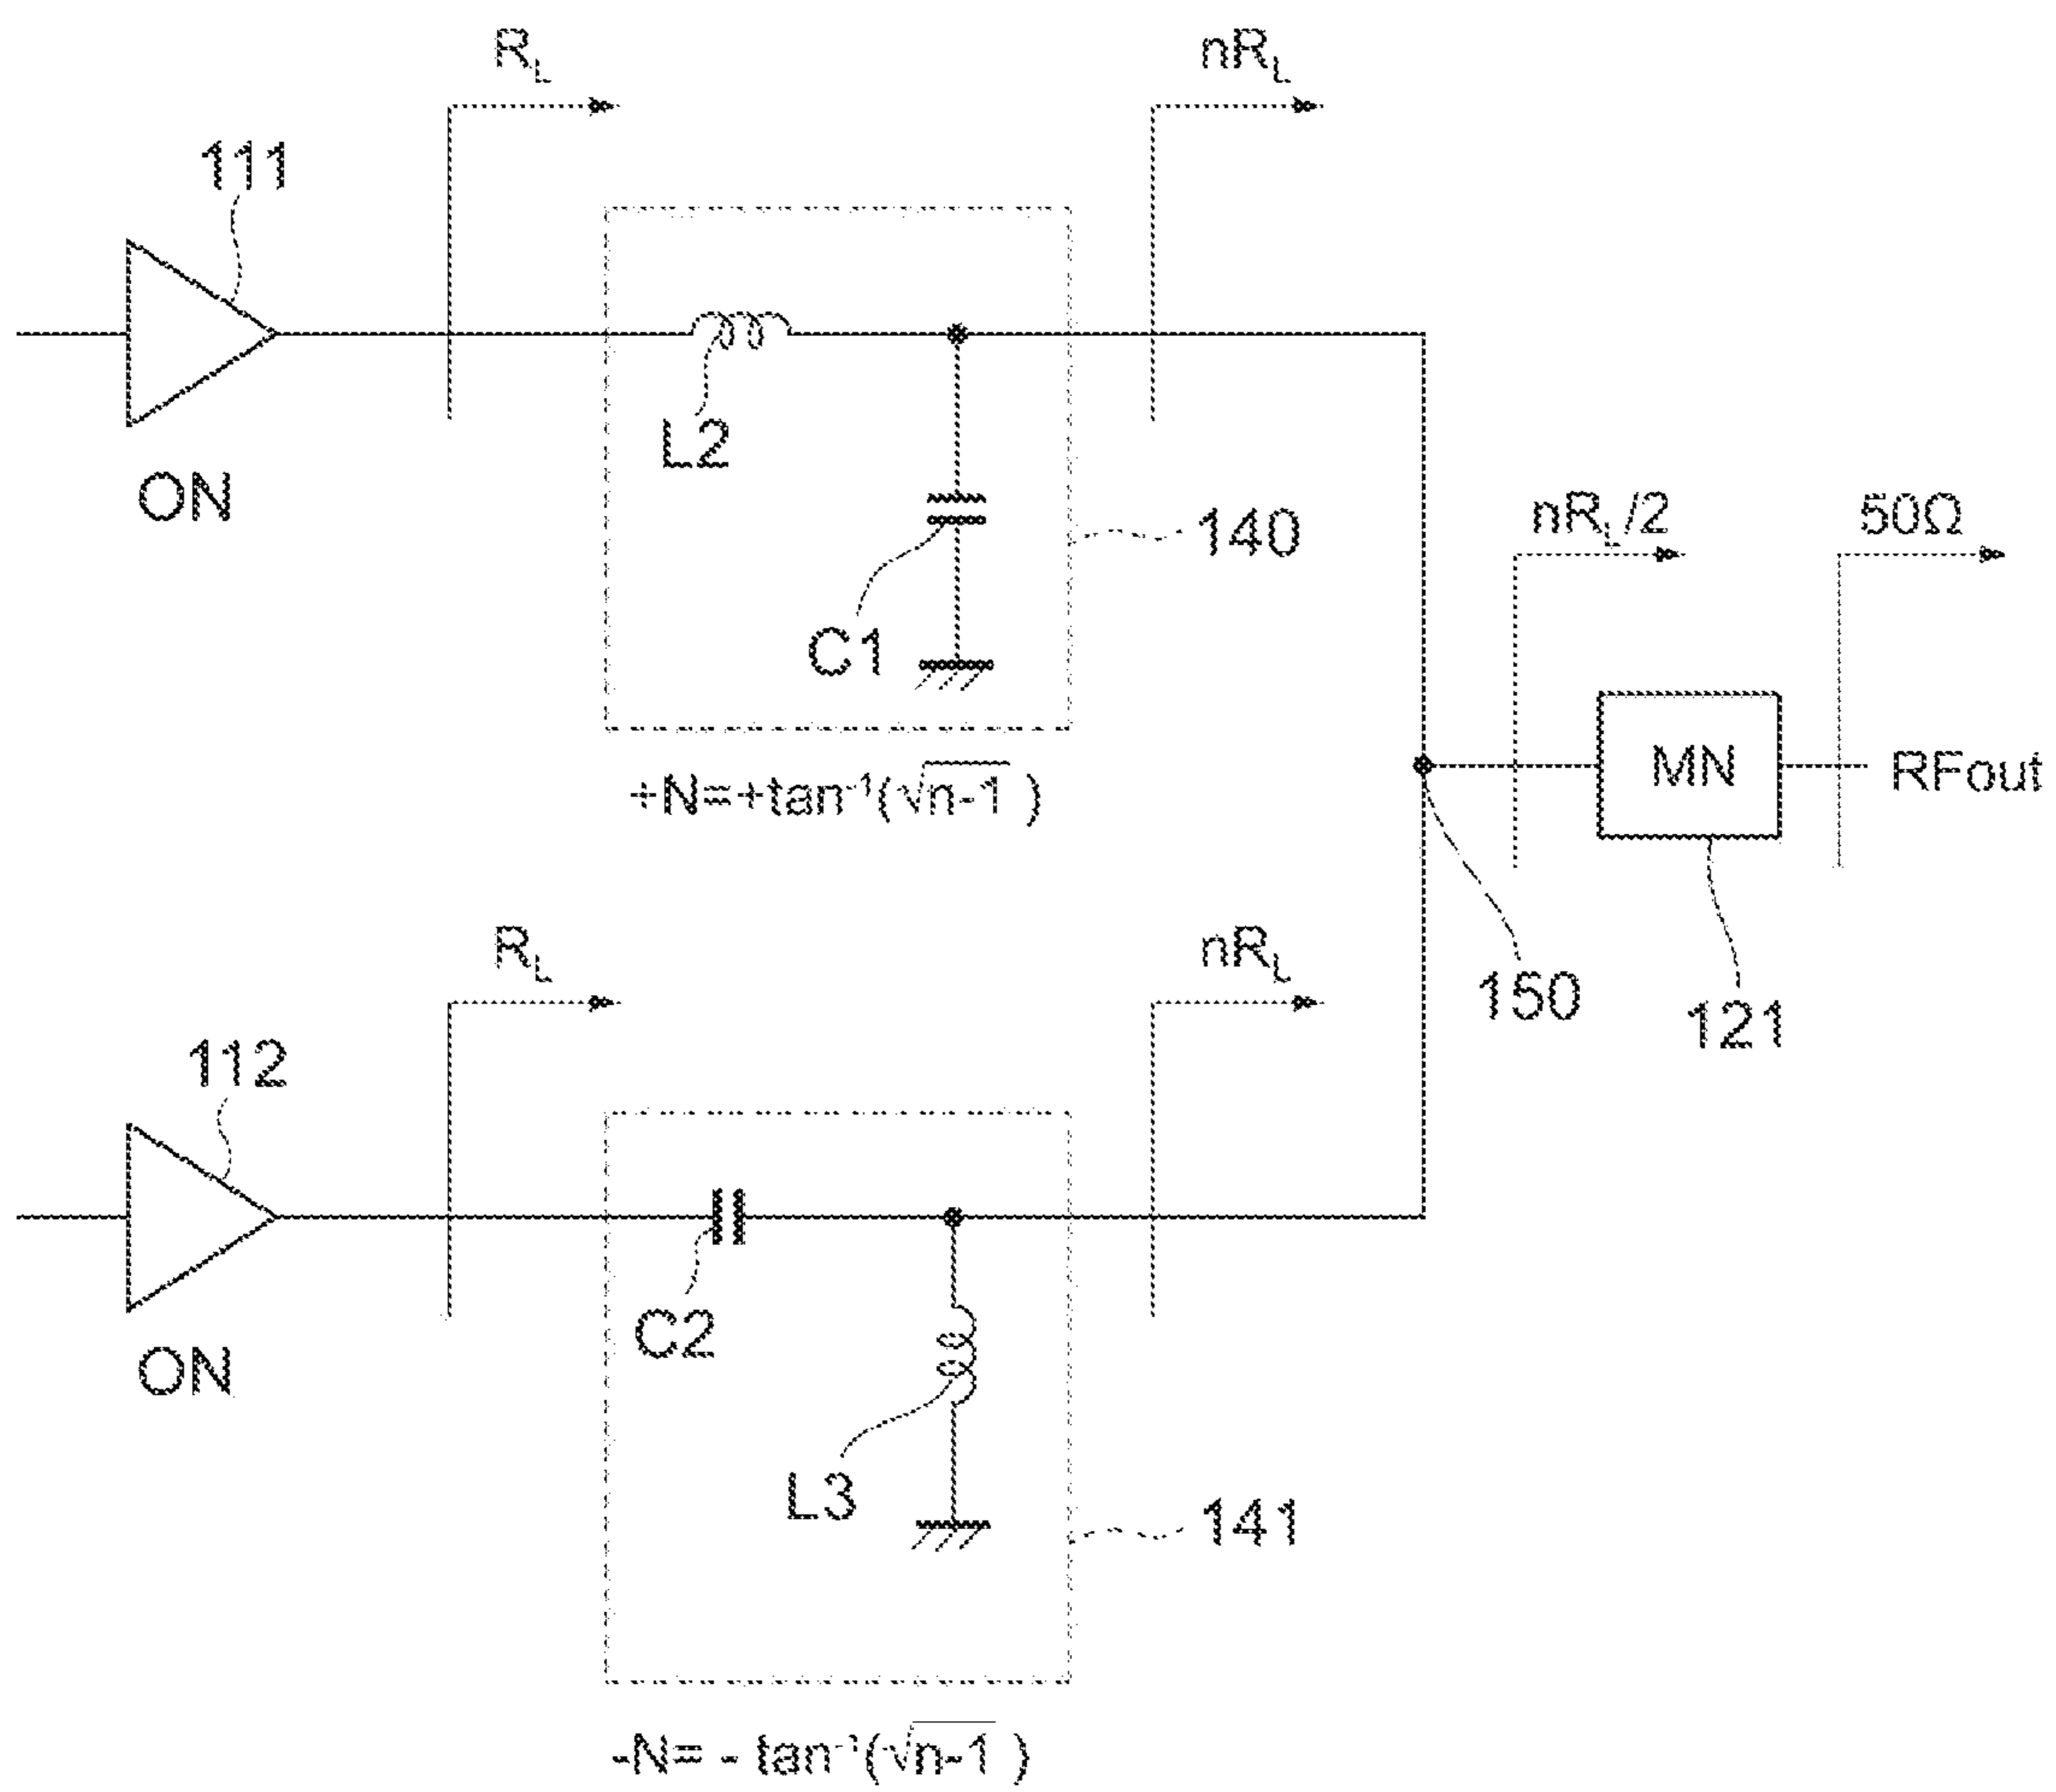 R_L
nR_L
111
ON
L2
C1
140
+N=+tan⁻¹(√n-1 )
nR_L/2
50Ω
MN
RFout
150
121
R_L
nR_L
112
ON
C2
L3
141
-N= - tan⁻¹(√n-1 )